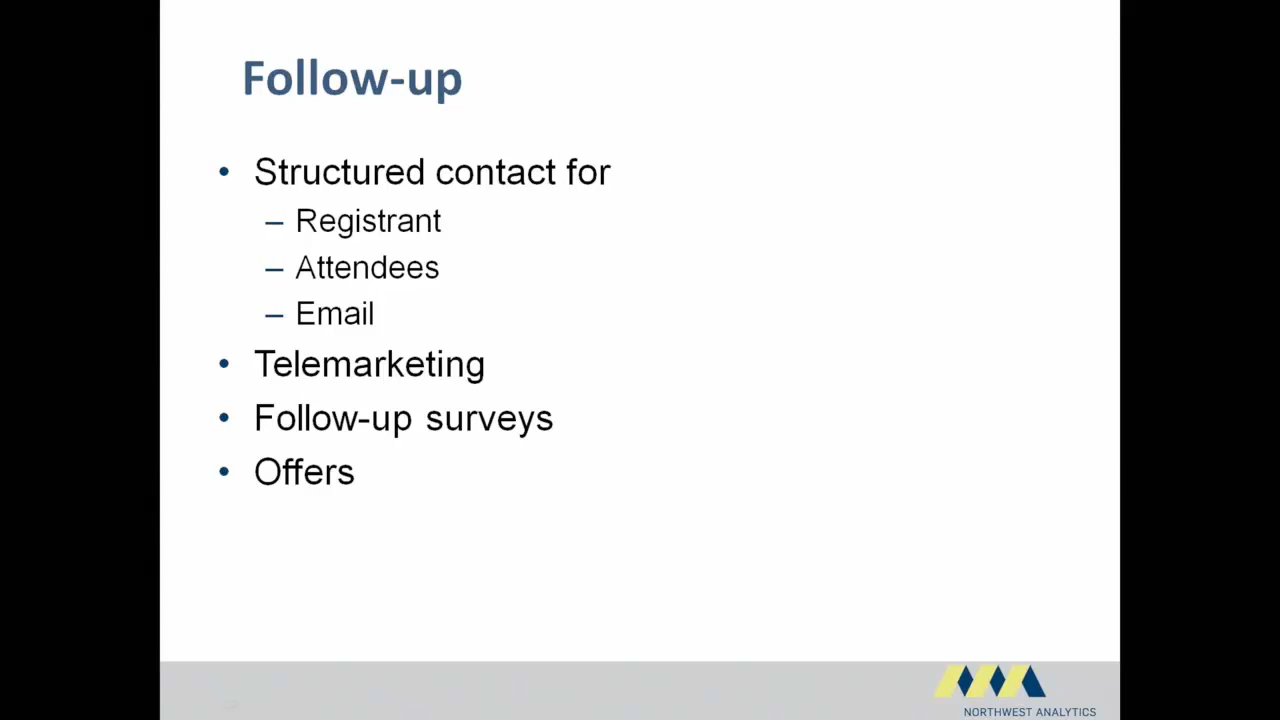 Follow-up
• Structured contact for
– Registrant
– Attendees
– Email
• Telemarketing
• Follow-up surveys
• Offers
NORTHWEST ANALYTICS